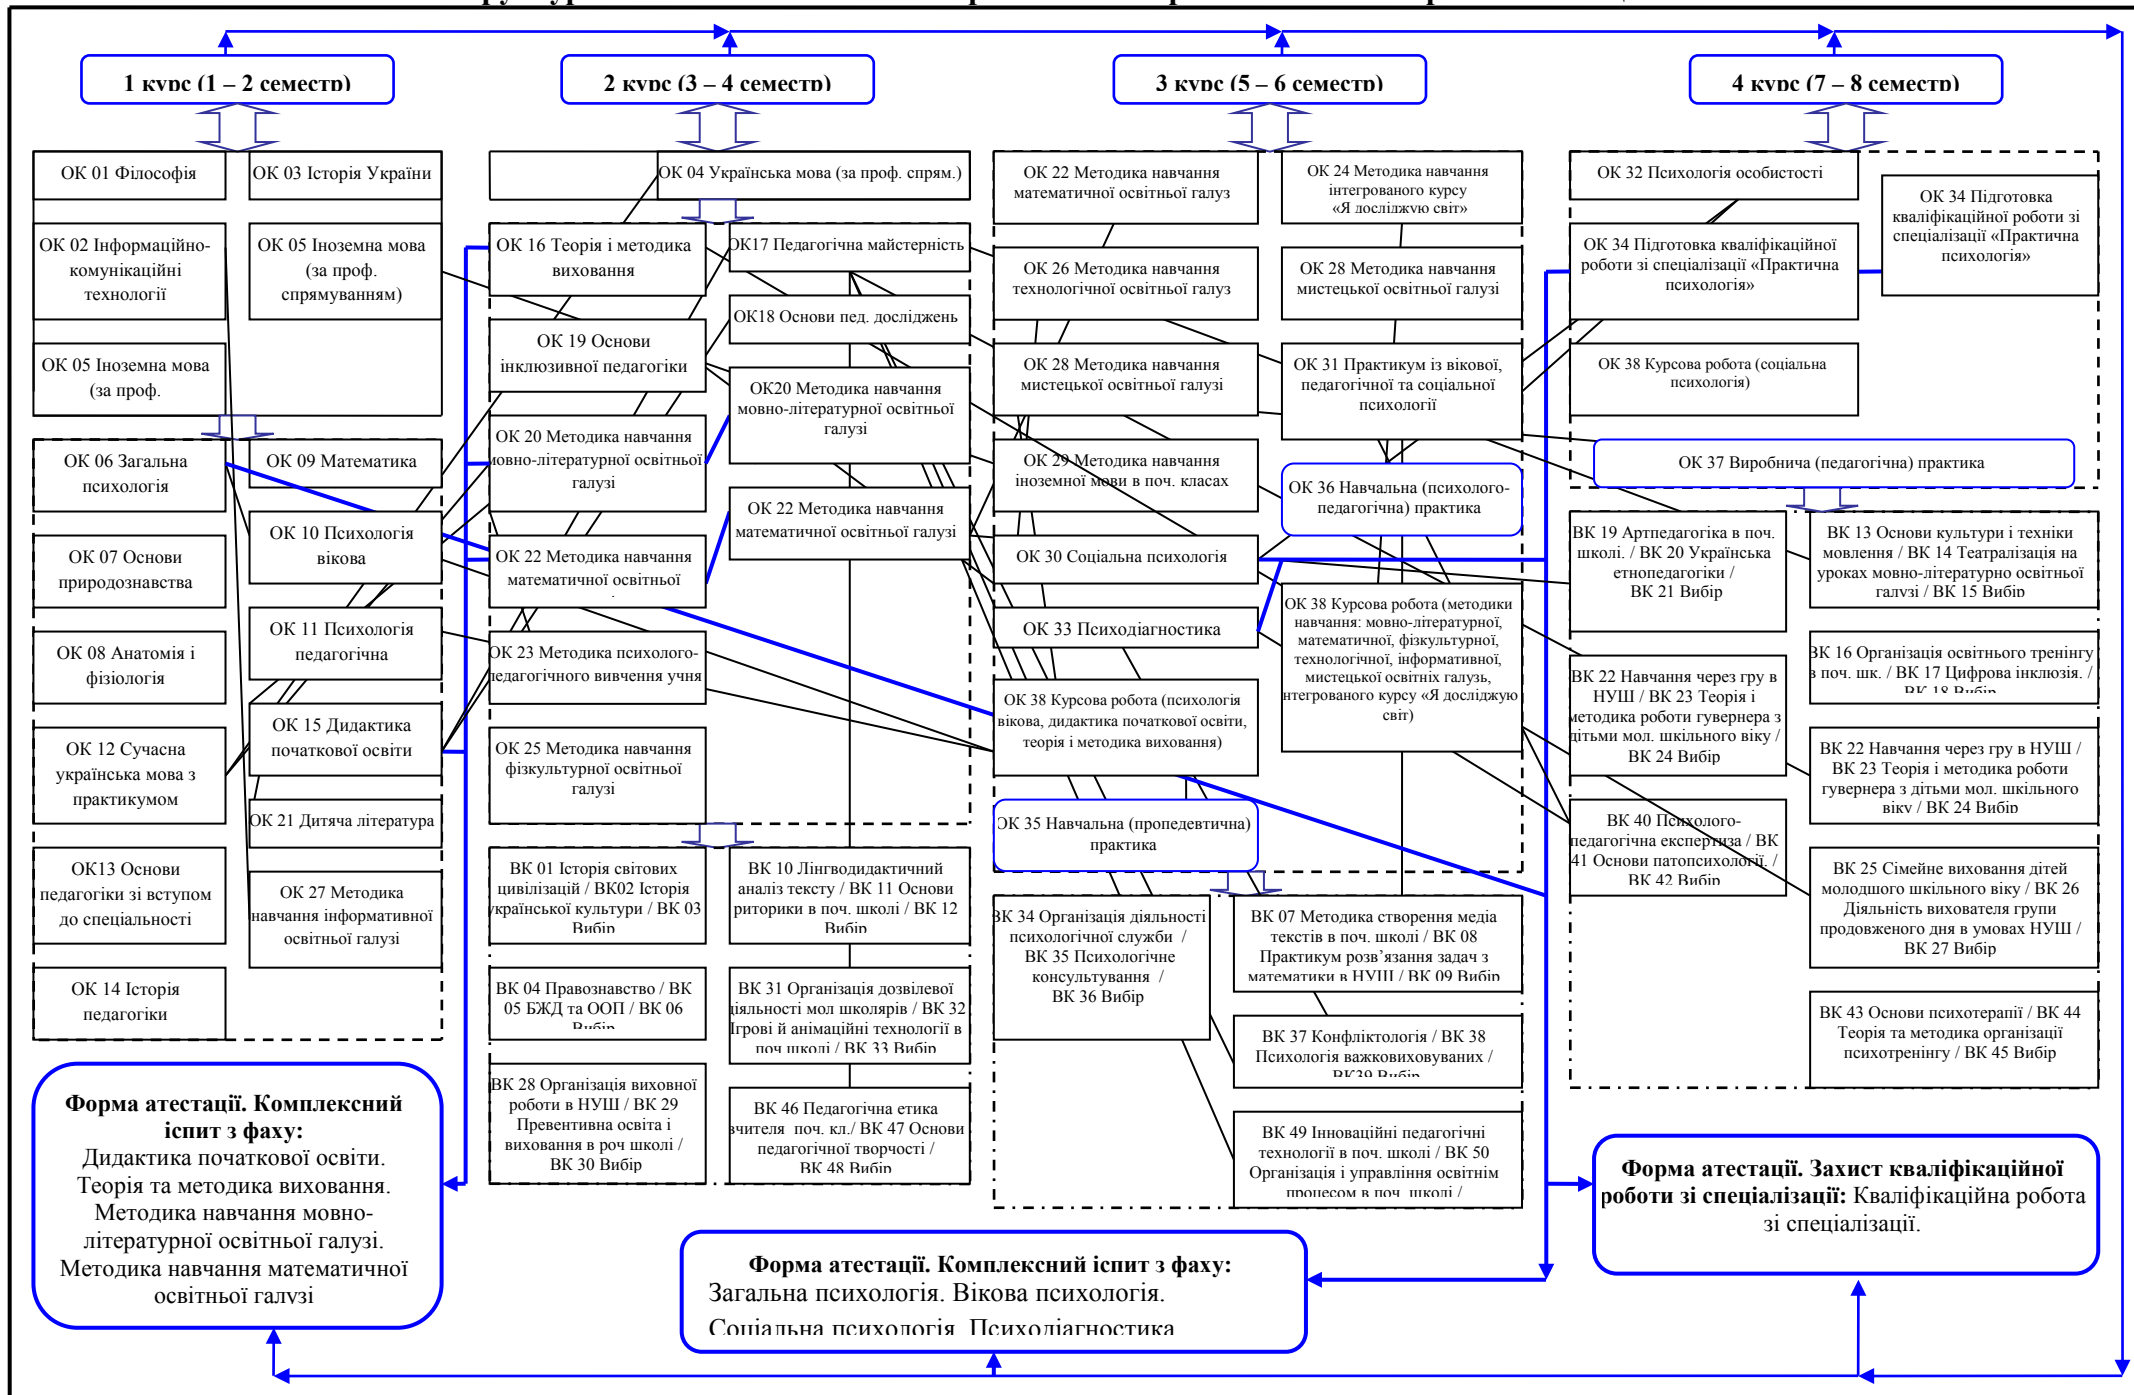 1 курс (1 – 2 семестр)
2 курс (3 – 4 семестр)
3 курс (5 – 6 семестр)
4 курс (7 – 8 семестр)
ОК 01 Філософія
ОК 03 Історія України
ОК 02 Інформаційно-
комунікаційні
технології
ОК 05 Іноземна мова
(за проф.
спрямуванням)
ОК 05 Іноземна мова
(за проф.
ОК 06 Загальна
психологія
ОК 09 Математика
ОК 10 Психологія
вікова
ОК 07 Основи
природознавства
ОК 11 Психологія
педагогічна
ОК 08 Анатомія і
фізіологія
ОК 15 Дидактика
початкової освіти
ОК 12 Сучасна
українська мова з
практикумом
ОК 21 Дитяча література
ОК13 Основи
педагогіки зі вступом
до спеціальності
ОК 27 Методика
навчання інформативної
освітньої галузі
ОК 14 Історія
педагогіки
Форма атестації. Комплексний
іспит з фаху:
Дидактика початкової освіти.
Теорія та методика виховання.
Методика навчання мовно-
літературної освітньої галузі.
Методика навчання математичної
освітньої галузі
ОК 04 Українська мова (за проф. спрям.)
ОК 16 Теорія і методика
виховання
ОК17 Педагогічна майстерність
ОК18 Основи пед. досліджень
ОК 19 Основи
інклюзивної педагогіки
ОК20 Методика навчання
мовно-літературної освітньої
галузі
ОК 20 Методика навчання
мовно-літературної освітньої
галузі
ОК 22 Методика навчання
математичної освітньої галузі
ОК 22 Методика навчання
математичної освітньої
ОК 23 Методика психолого-
педагогічного вивчення учня
ОК 25 Методика навчання
фізкультурної освітньої
галузі
ВК 01 Історія світових
цивілізацій / ВК02 Історія
української культури / ВК 03
Вибір
ВК 10 Лінгводидактичний
аналіз тексту / ВК 11 Основи
риторики в поч. школі / ВК 12
Вибір
ВК 04 Правознавство / ВК
05 БЖД та ООП / ВК 06
Вибір
ВК 31 Організація дозвілевої
діяльності мол школярів / ВК 32
Ігрові й анімаційні технології в
поч школі / ВК 33 Вибір
ВК 28 Організація виховної
роботи в НУШ / ВК 29
Превентивна освіта і
виховання в роч школі /
ВК 30 Вибір
ВК 46 Педагогічна етика
вчителя поч. кл./ ВК 47 Основи
педагогічної творчості /
ВК 48 Вибір
ОК 22 Методика навчання
математичної освітньої галуз
ОК 24 Методика навчання
інтегрованого курсу
«Я досліджую світ»
ОК 26 Методика навчання
технологічної освітньої галуз
ОК 28 Методика навчання
мистецької освітньої галузі
ОК 28 Методика навчання
мистецької освітньої галузі
ОК 31 Практикум із вікової,
педагогічної та соціальної
психології
ОК 29 Методика навчання
іноземної мови в поч. класах
ОК 36 Навчальна (психолого-
педагогічна) практика
ОК 30 Соціальна психологія
ОК 33 Психодіагностика
ОК 38 Курсова робота (методики
навчання: мовно-літературної,
математичної, фізкультурної,
технологічної, інформативної,
мистецької освітніх галузь,
інтегрованого курсу «Я досліджую
світ)
ОК 38 Курсова робота (психологія
вікова, дидактика початкової освіти,
теорія і методика виховання)
ОК 35 Навчальна (пропедевтична)
практика
ВК 34 Організація діяльності
психологічної служби /
ВК 35 Психологічне
консультування /
ВК 36 Вибір
ВК 07 Методика створення медіа
текстів в поч. школі / ВК 08
Практикум розв’язання задач з
математики в НУШ / ВК 09 Вибір
ВК 37 Конфліктологія / ВК 38
Психологія важковиховуваних /
ВК39 Вибір
ВК 49 Інноваційні педагогічні
технології в поч. школі / ВК 50
Організація і управління освітнім
процесом в поч. школі /
Форма атестації. Комплексний іспит з фаху:
Загальна психологія. Вікова психологія.
Соціальна психологія Психодіагностика
ОК 32 Психологія особистості
ОК 34 Підготовка
кваліфікаційної роботи зі
спеціалізації «Практична
психологія»
ОК 34 Підготовка кваліфікаційної
роботи зі спеціалізації «Практична
психологія»
ОК 38 Курсова робота (соціальна
психологія)
ОК 37 Виробнича (педагогічна) практика
ВК 19 Артпедагогіка в поч.
школі. / ВК 20 Українська
етнопедагогіки /
ВК 21 Вибір
ВК 13 Основи культури і техніки
мовлення / ВК 14 Театралізація на
уроках мовно-літературно освітньої
галузі / ВК 15 Вибір
ВК 16 Організація освітнього тренінгу
в поч. шк. / ВК 17 Цифрова інклюзія. /
ВК 18 Вибір
ВК 22 Навчання через гру в
НУШ / ВК 23 Теорія і
методика роботи гувернера з
дітьми мол. шкільного віку /
ВК 24 Вибір
ВК 22 Навчання через гру в НУШ /
ВК 23 Теорія і методика роботи
гувернера з дітьми мол. шкільного
віку / ВК 24 Вибір
ВК 40 Психолого-
педагогічна експертиза / ВК
41 Основи патопсихології. /
ВК 42 Вибір
ВК 25 Сімейне виховання дітей
молодшого шкільного віку / ВК 26
Діяльність вихователя групи
продовженого дня в умовах НУШ /
ВК 27 Вибір
ВК 43 Основи психотерапії / ВК 44
Теорія та методика організації
психотренінгу / ВК 45 Вибір
Форма атестації. Захист кваліфікаційної
роботи зі спеціалізації: Кваліфікаційна робота
зі спеціалізації.